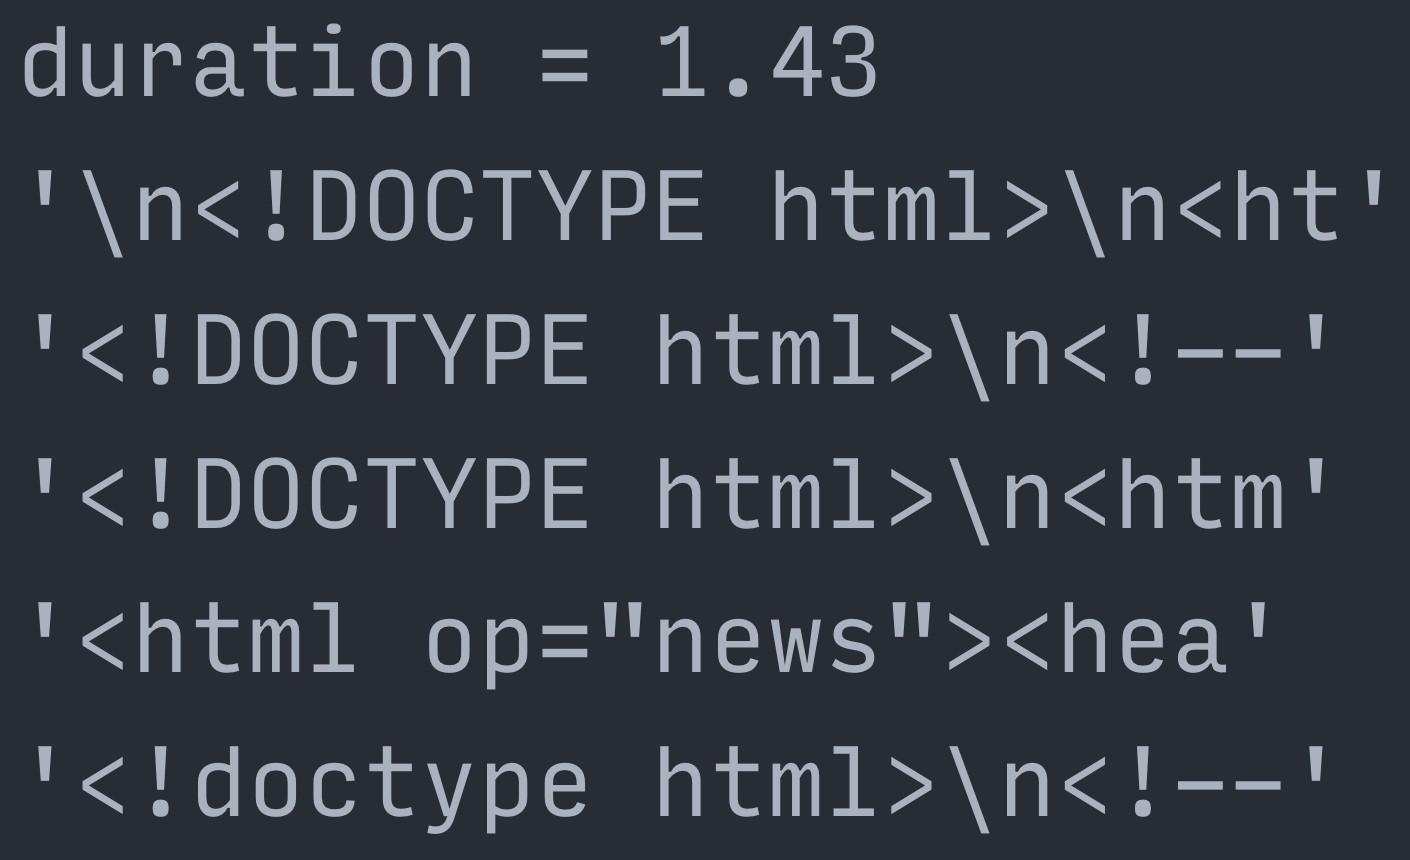 duration = 1.43
'\n<!DOCTYPE html>\n<ht'
'<!DOCTYPE html>\n<!--'
'<!DOCTYPE html>\n<htm'
'<html op="news"><hea'
'<!doctype html>\n<!--'